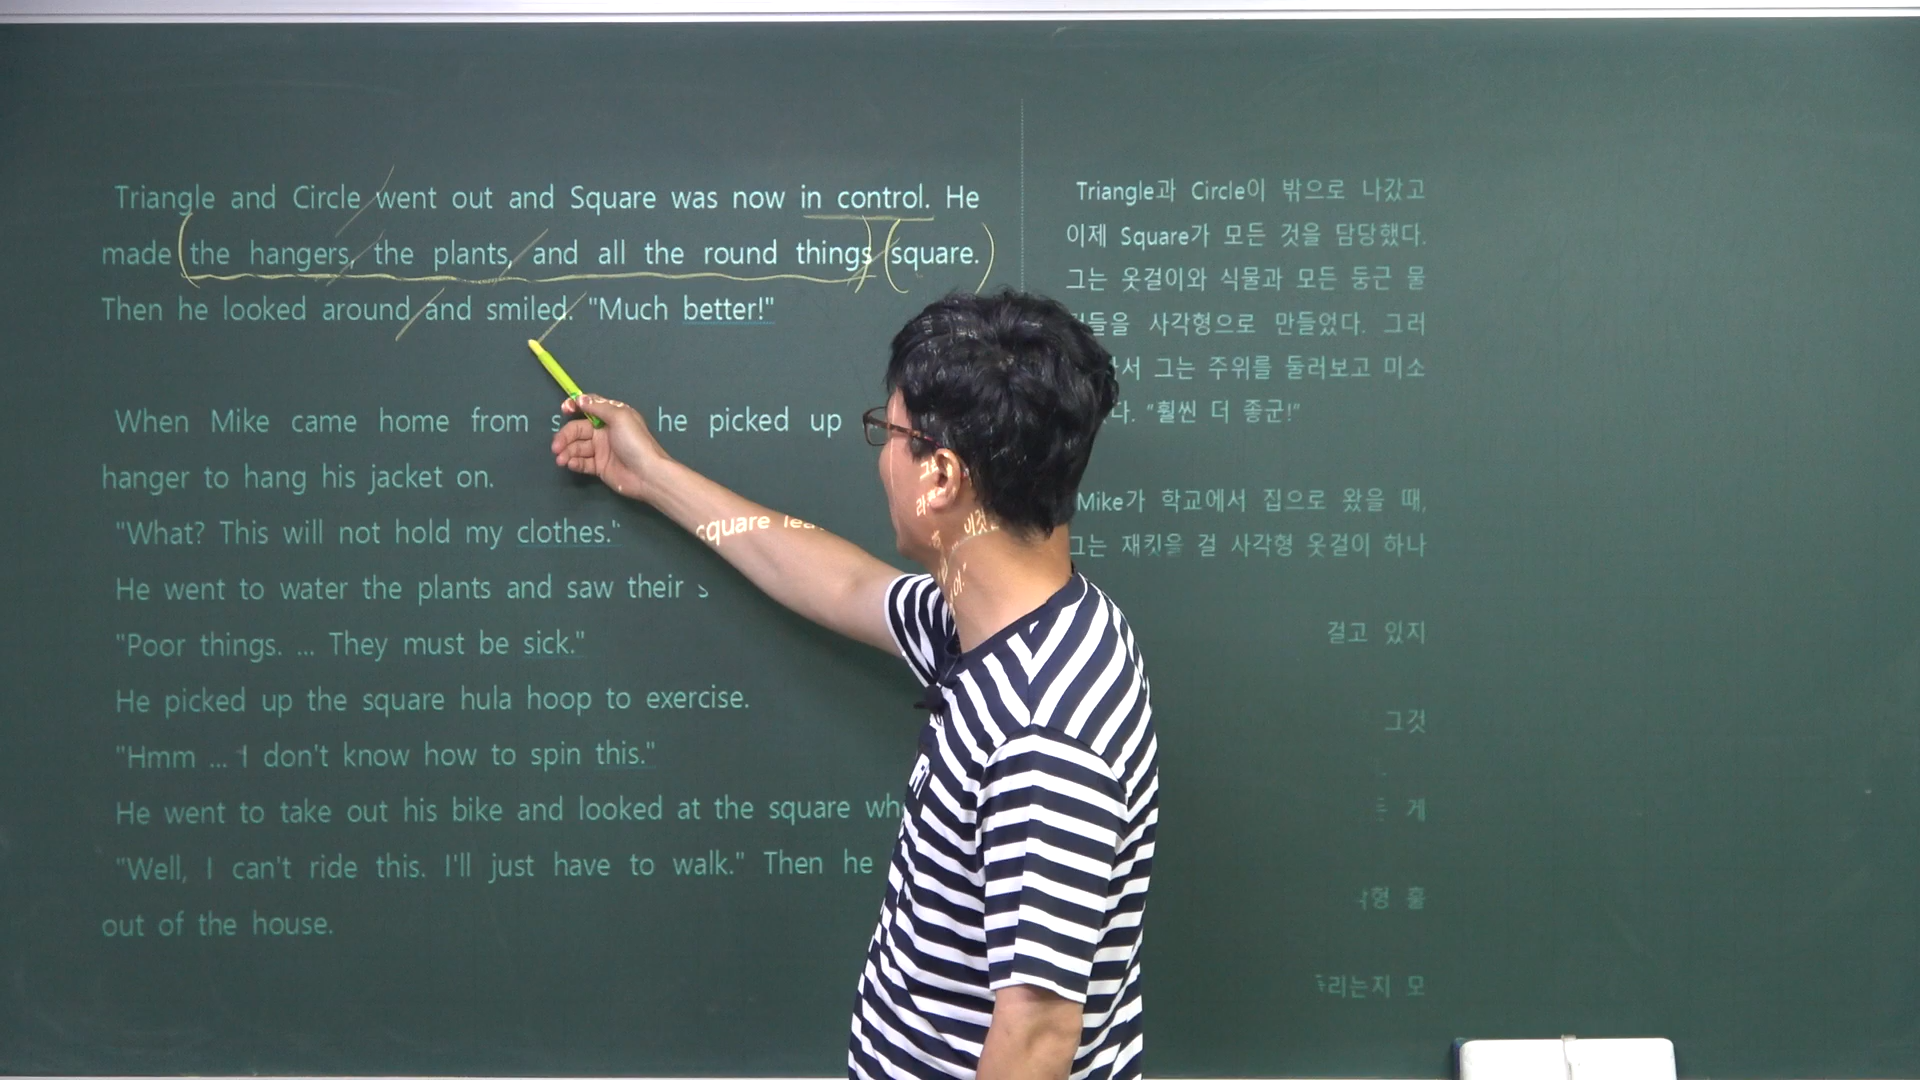 Triangle and Circle went out and Square was now in control. He
made the hangers, the plants, and all the round things square.
Then he looked around and smiled. "Much better!"
When Mike came home from he picked up
hanger to hang his jacket on.
"What? This will not hold my clothes."
square
He went to water the plants and saw their
"Poor things. ... They must be sick."
He picked up the square hula hoop to exercise.
"Hmm ... I don't know how to spin this."
He went to take out his bike and looked at the square
"Well, I can't ride this. I'll just have to walk." Then he
out of the house.
Triangle과 Circle이 밖으로 나갔고
이제 Square가 모든 것을 담당했다.
그는 옷걸이와 식물과 모든 둥근 물
사각형으로 만들었다. 그러
그는 주위를 둘러보고 미소
"훨씬 더 좋군!"
Mike가 학교에서 집으로 왔을 때,
그는 재킷을 걸 사각형 옷걸이 하나
걸고 있지
그것
게
훌
모